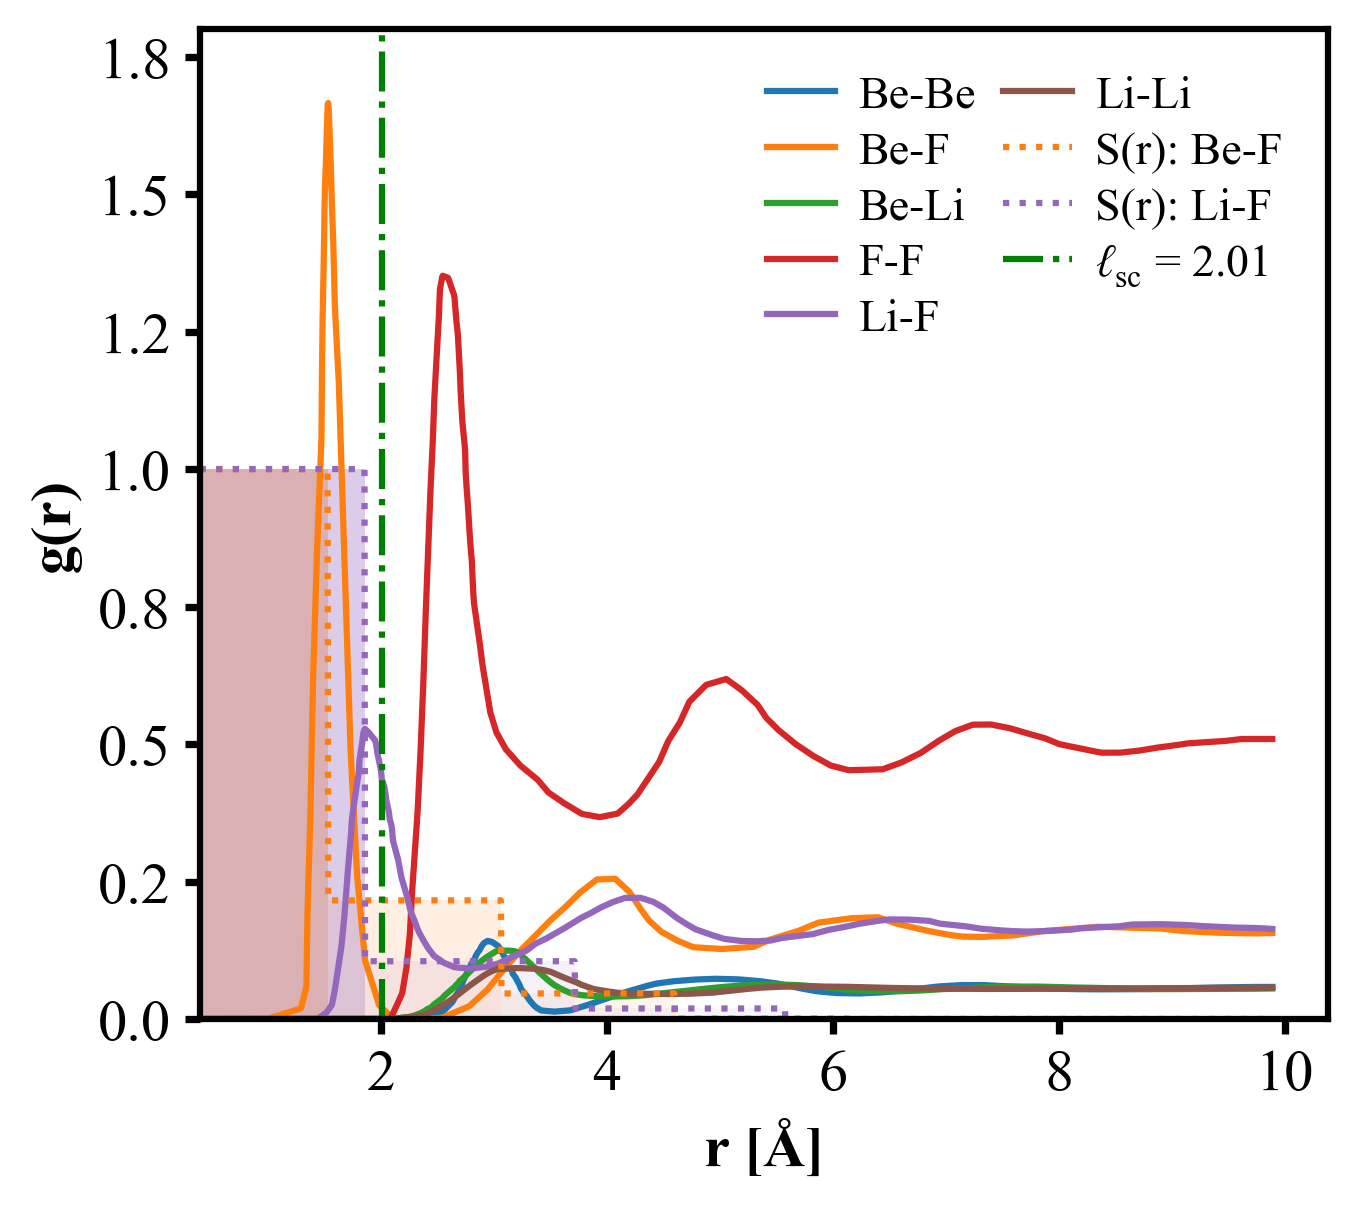 1.8
1.5
1.2
1.0
0.8
0.5
0.2
0.0
g(r)
Be-Be
Be-F
Be-Li
F-F
Li-F
Li-Li
S(r): Be-F
S(r): Li-F
ℓsc = 2.01
2 4 6 8 10
r [Å]